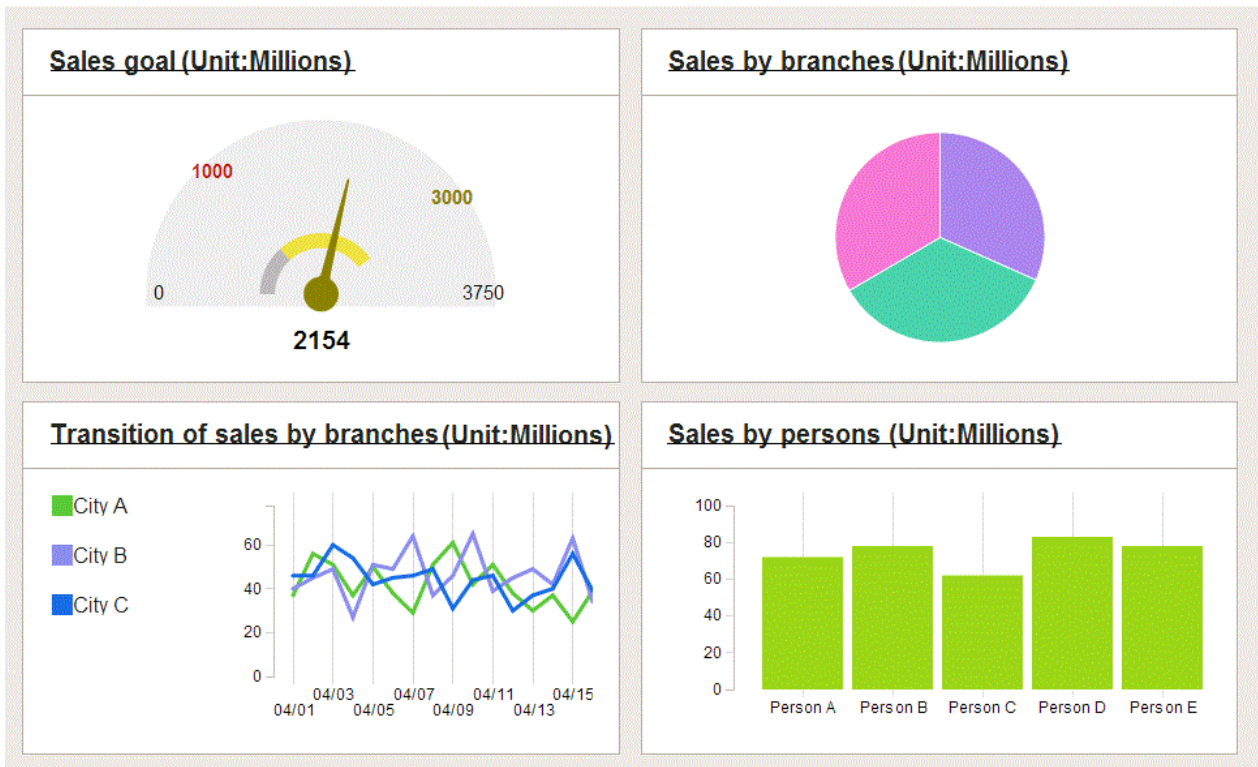 Sales goal (Unit:Millions)
1000
3000
0
3750
2154
Sales by branches (Unit:Millions)
Transition of sales by branches (Unit:Millions)
City A
City B
City C
60
40
20
0
04/03 04/07 04/11 04/15
04/01 04/05 04/09 04/13
Sales by persons (Unit:Millions)
100
80
60
40
20
0
Person A Person B Person C Person D Person E